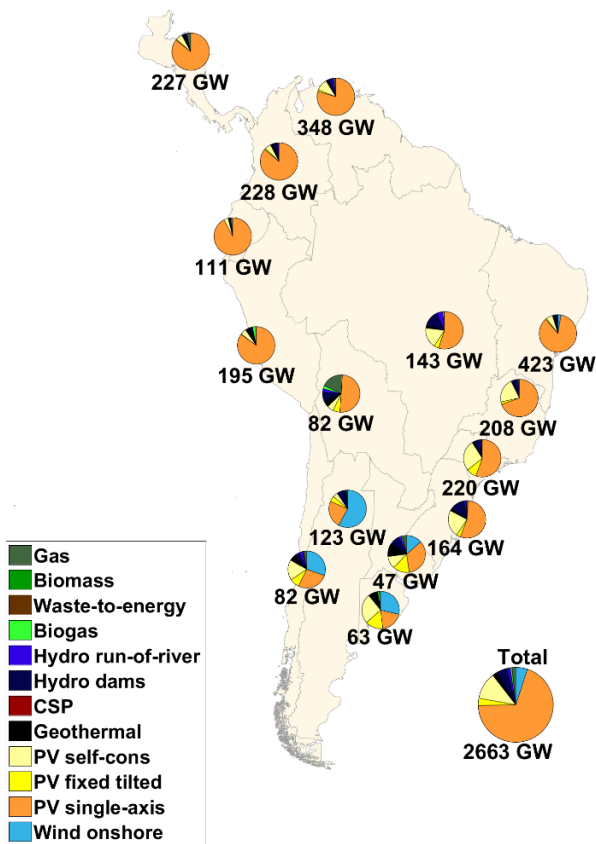 227 GW
348 GW
228 GW
111 GW
195 GW
143 GW
423 GW
82 GW
208 GW
220 GW
123 GW
164 GW
47 GW
82 GW
63 GW
Gas
Biomass
Waste-to-energy
Biogas
Hydro run-of-river
Hydro dams
CSP
Geothermal
PV self-cons
PV fixed tilted
PV single-axis
Wind onshore
Total
2663 GW